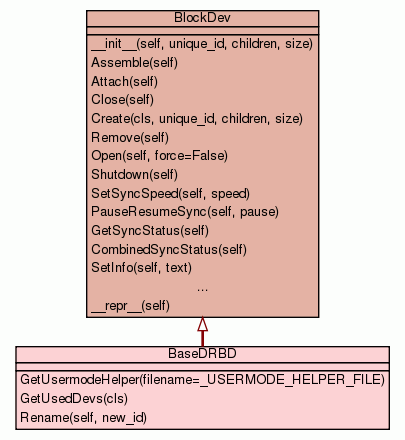 BlockDev
__init__(self, unique_id, children, size)
Assemble(self)
Attach(self)
Close(self)
Create(cls, unique_id, children, size)
Remove(self)
Open(self, force=False)
Shutdown(self)
SetSyncSpeed(self, speed)
PauseResumeSync(self, pause)
GetSyncStatus(self)
CombinedSyncStatus(self)
SetInfo(self, text)
...
__repr__(self)
BaseDRBD
GetUsermodeHelper(filename=_USERMODE_HELPER_FILE)
GetUsedDevs(cls)
Rename(self, new_id)